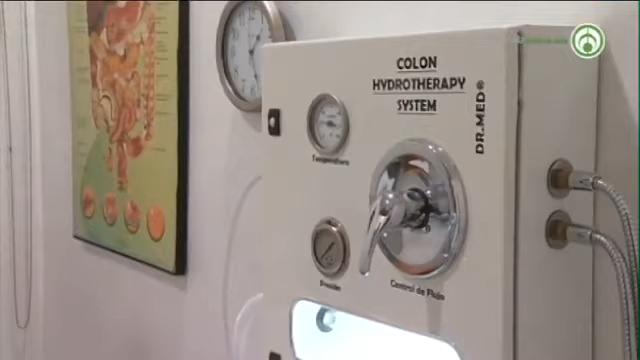 COLON
HYDROTHERAPY
SYSTEM
DR.MED®
Temperatura
Presión
Control de Flujo